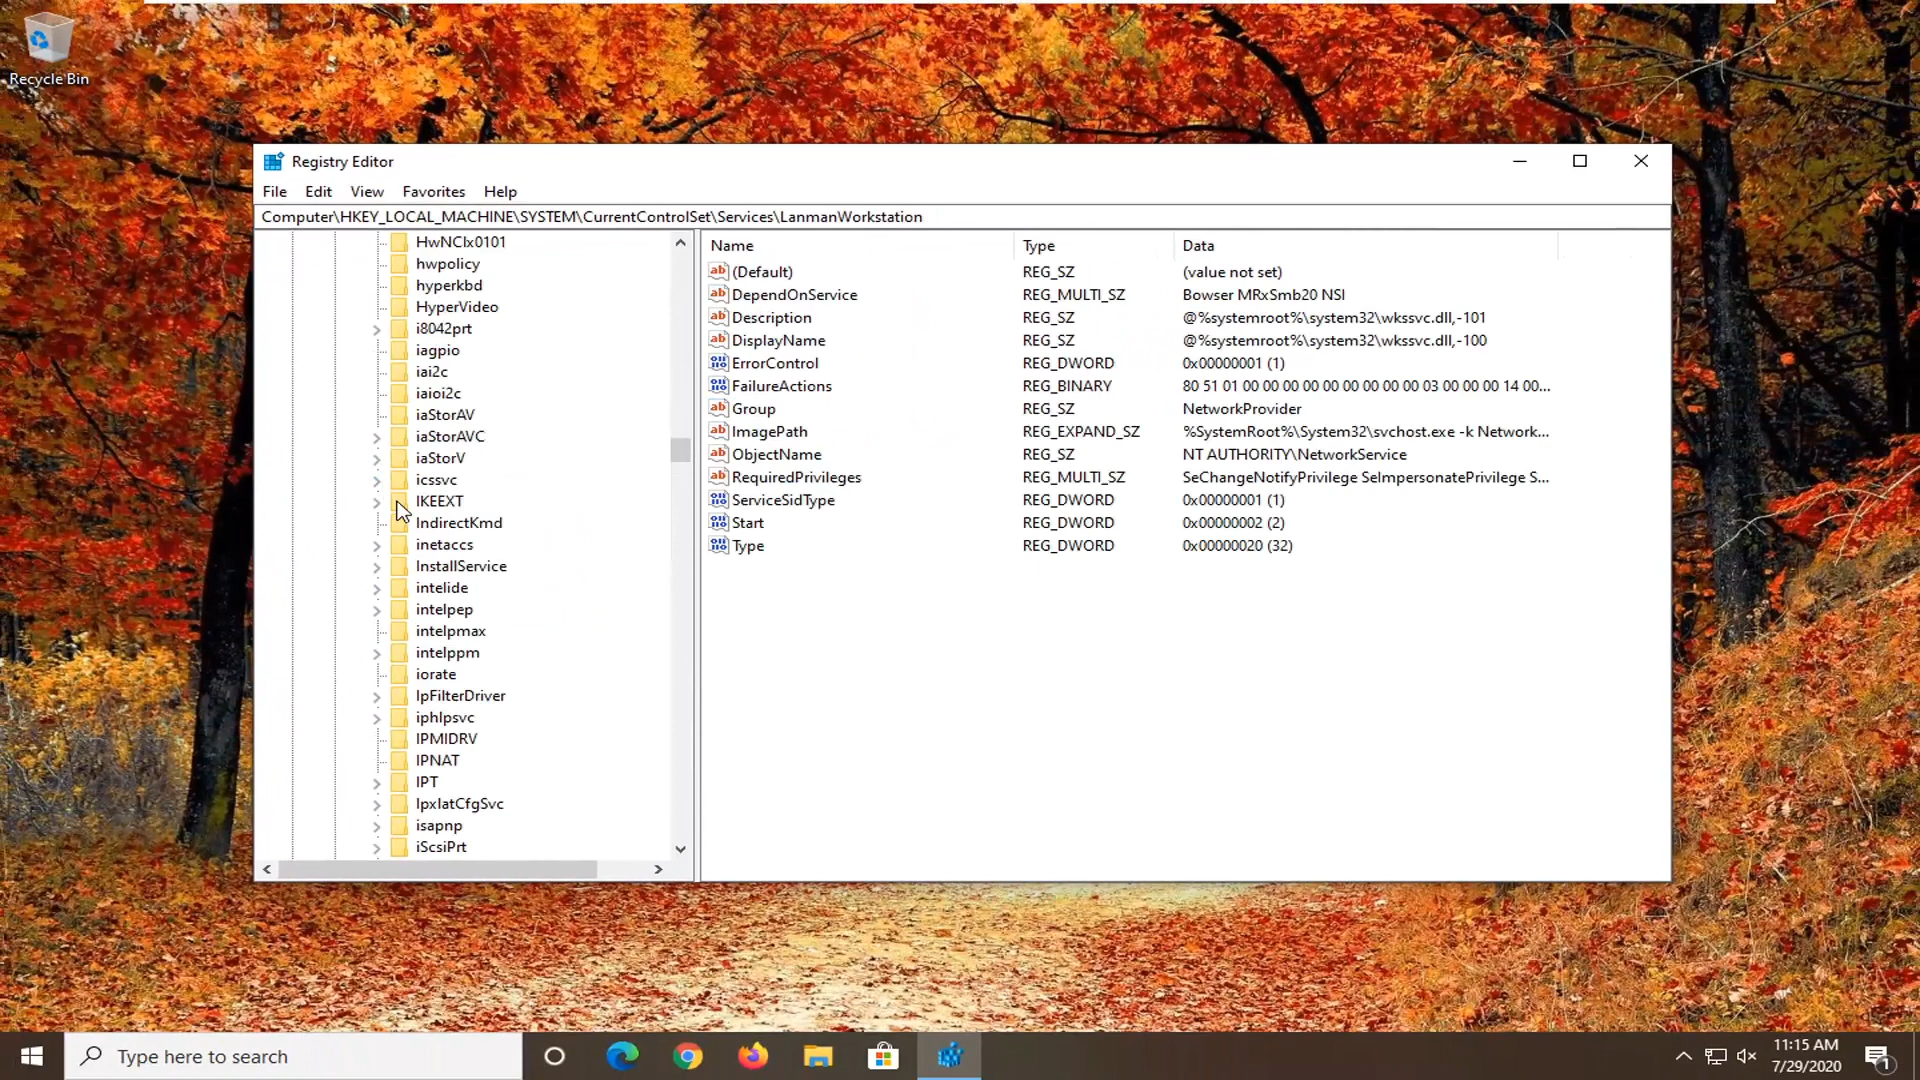 Recycle Bin
Registry Editor
File Edit View Favorites Help
Computer\HKEY_LOCAL_MACHINE\SYSTEM\CurrentControlSet\Services\LanmanWorkstation
HwNClx0101
hwpolicy
hyperkbd
HyperVideo
i8042prt
iagpio
iai2c
iaioi2c
iaStorAV
iaStorAVC
iaStorV
icssvc
IKEEXT
IndirectKmd
inetaccs
InstallService
intelide
intelpep
intelpmax
intelppm
iorate
IpFilterDriver
iphlpsvc
IPMIDRV
IPNAT
IPT
IpxlatCfgSvc
isapnp
iScsiPrt
Name Type Data
(Default) REG_SZ (value not set)
DependOnService REG_MULTI_SZ Bowser MRxSmb20 NSI
Description REG_SZ @%systemroot%\system32\wkssvc.dll,-101
DisplayName REG_SZ @%systemroot%\system32\wkssvc.dll,-100
ErrorControl REG_DWORD 0x00000001 (1)
FailureActions REG_BINARY 80 51 01 00 00 00 00 00 00 00 00 00 03 00 00 00 14 00...
Group REG_SZ NetworkProvider
ImagePath REG_EXPAND_SZ %SystemRoot%\System32\svchost.exe -k Network...
ObjectName REG_SZ NT AUTHORITY\NetworkService
RequiredPrivileges REG_MULTI_SZ SeChangeNotifyPrivilege SeImpersonatePrivilege S...
ServiceSidType REG_DWORD 0x00000001 (1)
Start REG_DWORD 0x00000002 (2)
Type REG_DWORD 0x00000020 (32)
Type here to search
11:15 AM
7/29/2020
1